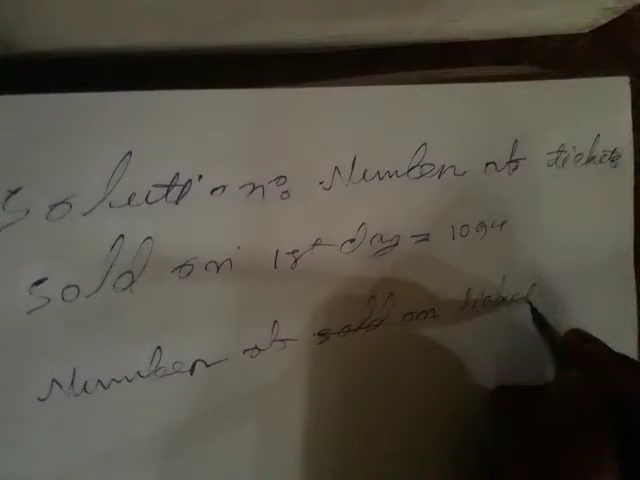 Solution: Number of tickets
sold on 1st day = 1094
Number of sold on